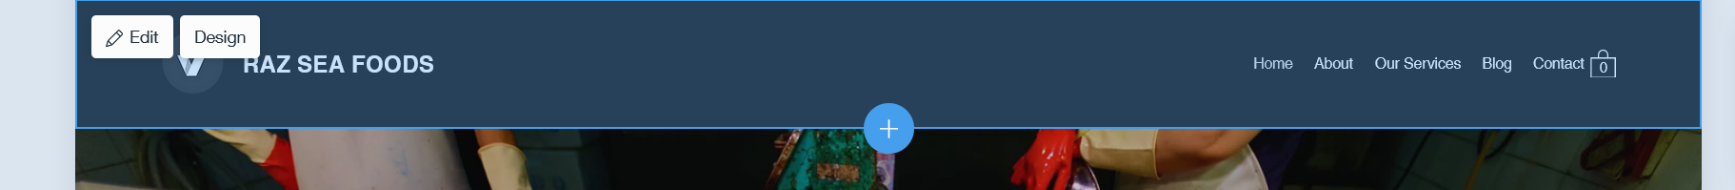 Edit
Design
RAZ SEA FOODS
Home
About
Our Services
Blog
Contact
0